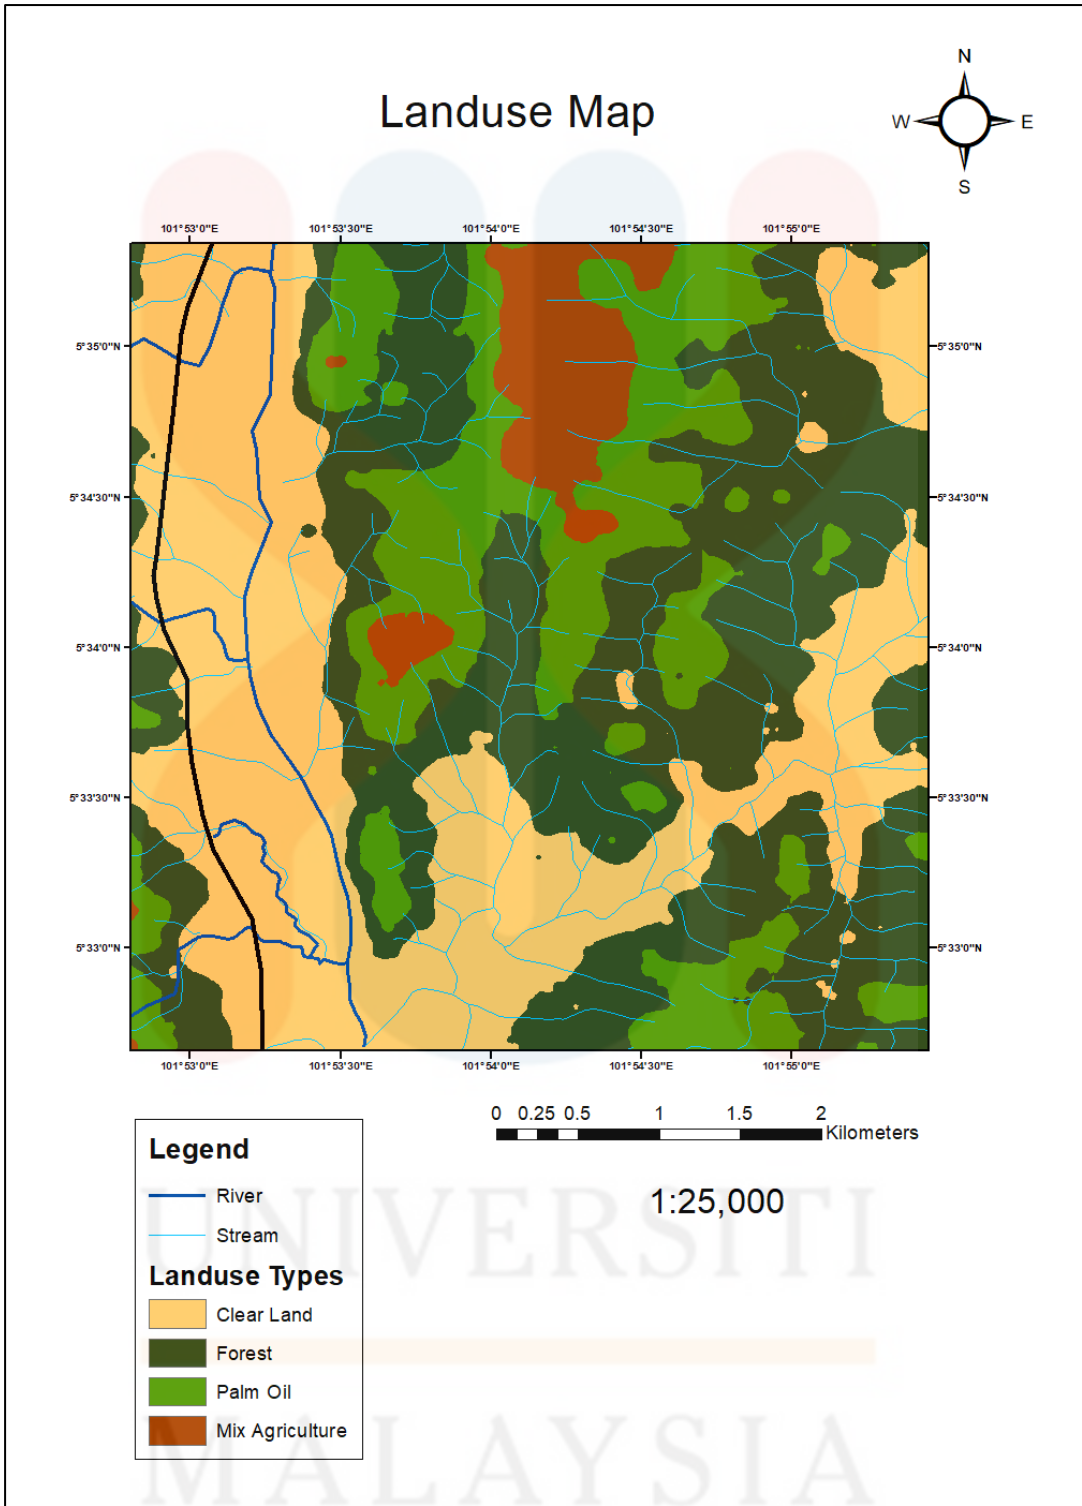 N
Landuse Map
W E
S
101°53'0"E 101°53'30"E 101°54'0"E 101°54'30"E 101°55'0"E
5°35'0"N 5°35'0"N
5°34'30"N 5°34'30"N
5°34'0"N 5°34'0"N
5°33'30"N 5°33'30"N
5°33'0"N 5°33'0"N
101°53'0"E 101°53'30"E 101°54'0"E 101°54'30"E 101°55'0"E
0 0.25 0.5 1 1.5 2
Kilometers
Legend
River
1:25,000
Stream
UNIVERSITI
Landuse Types
Clear Land
Forest
Palm Oil
Mix Agriculture
MALAYSIA